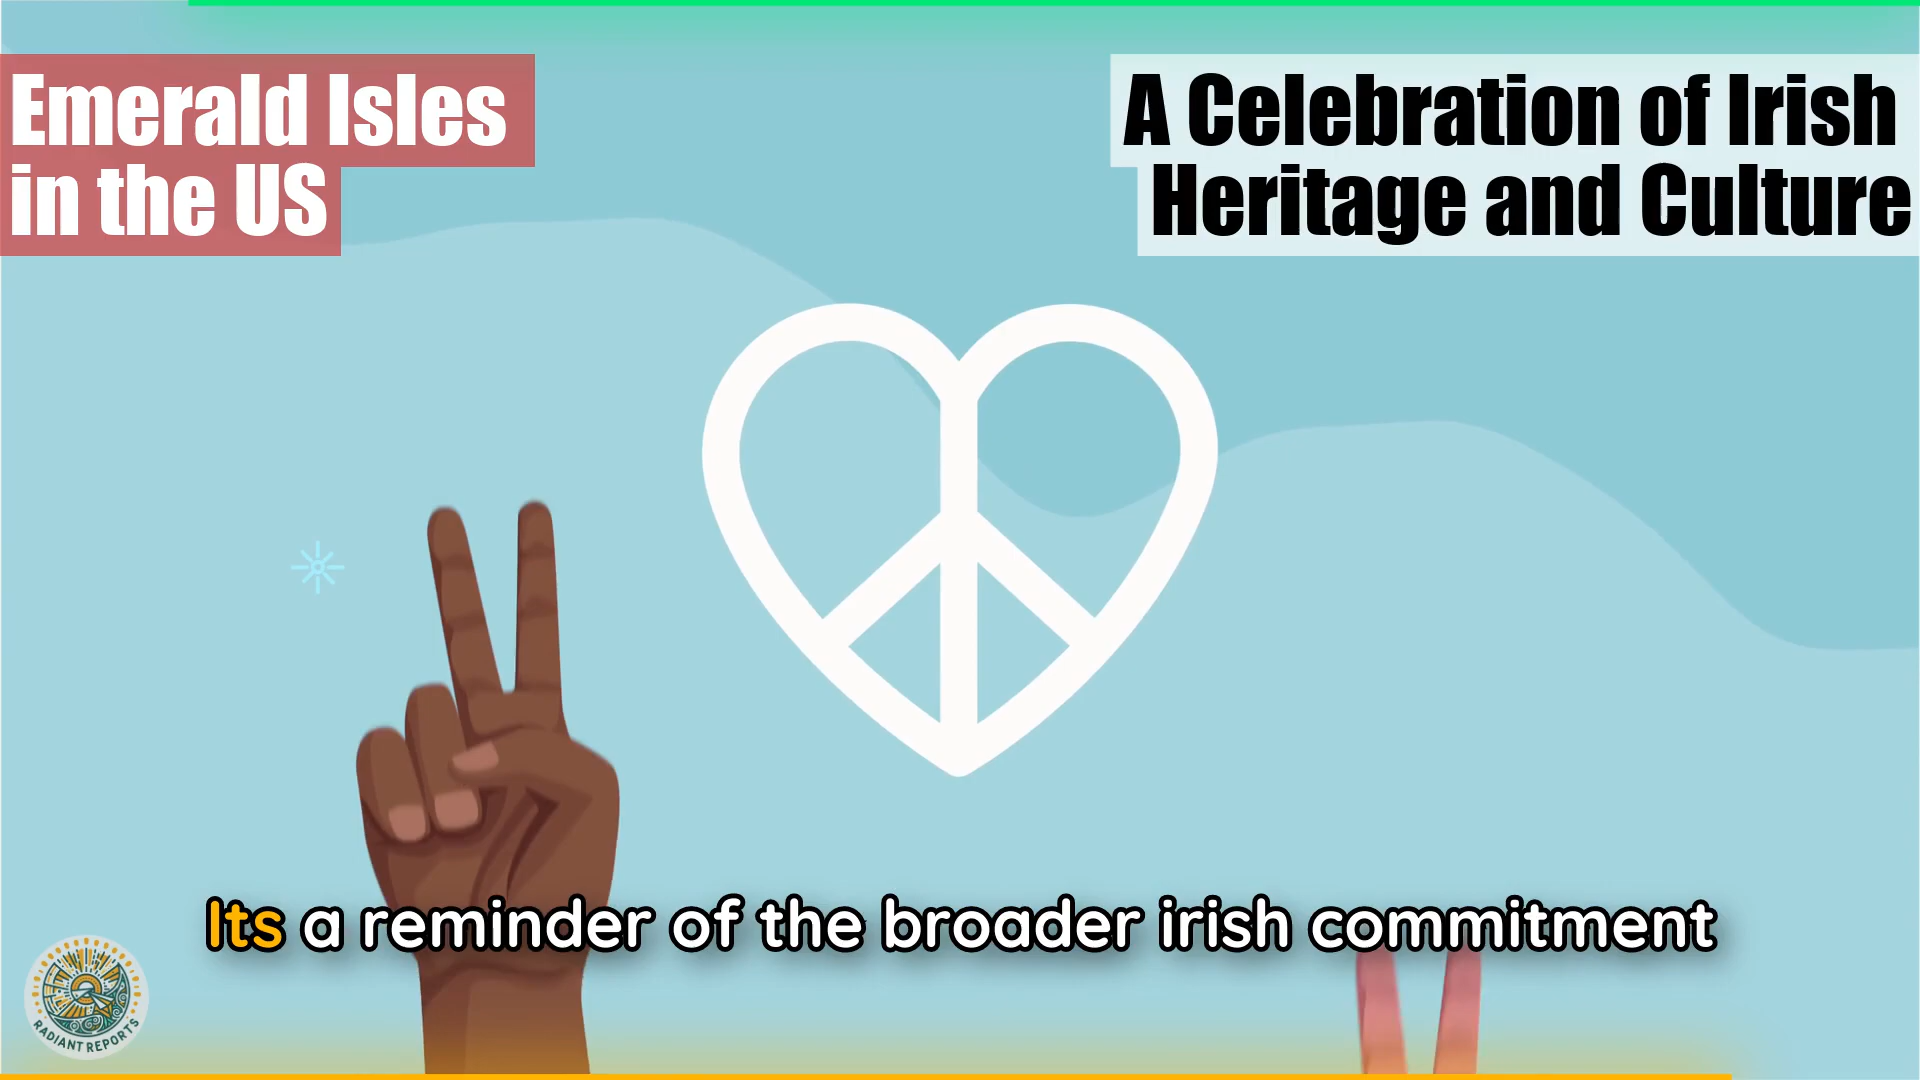 Emerald Isles
in the US
A Celebration of Irish
Heritage and Culture
Its a reminder of the broader irish commitment
RADIANT REPORTS